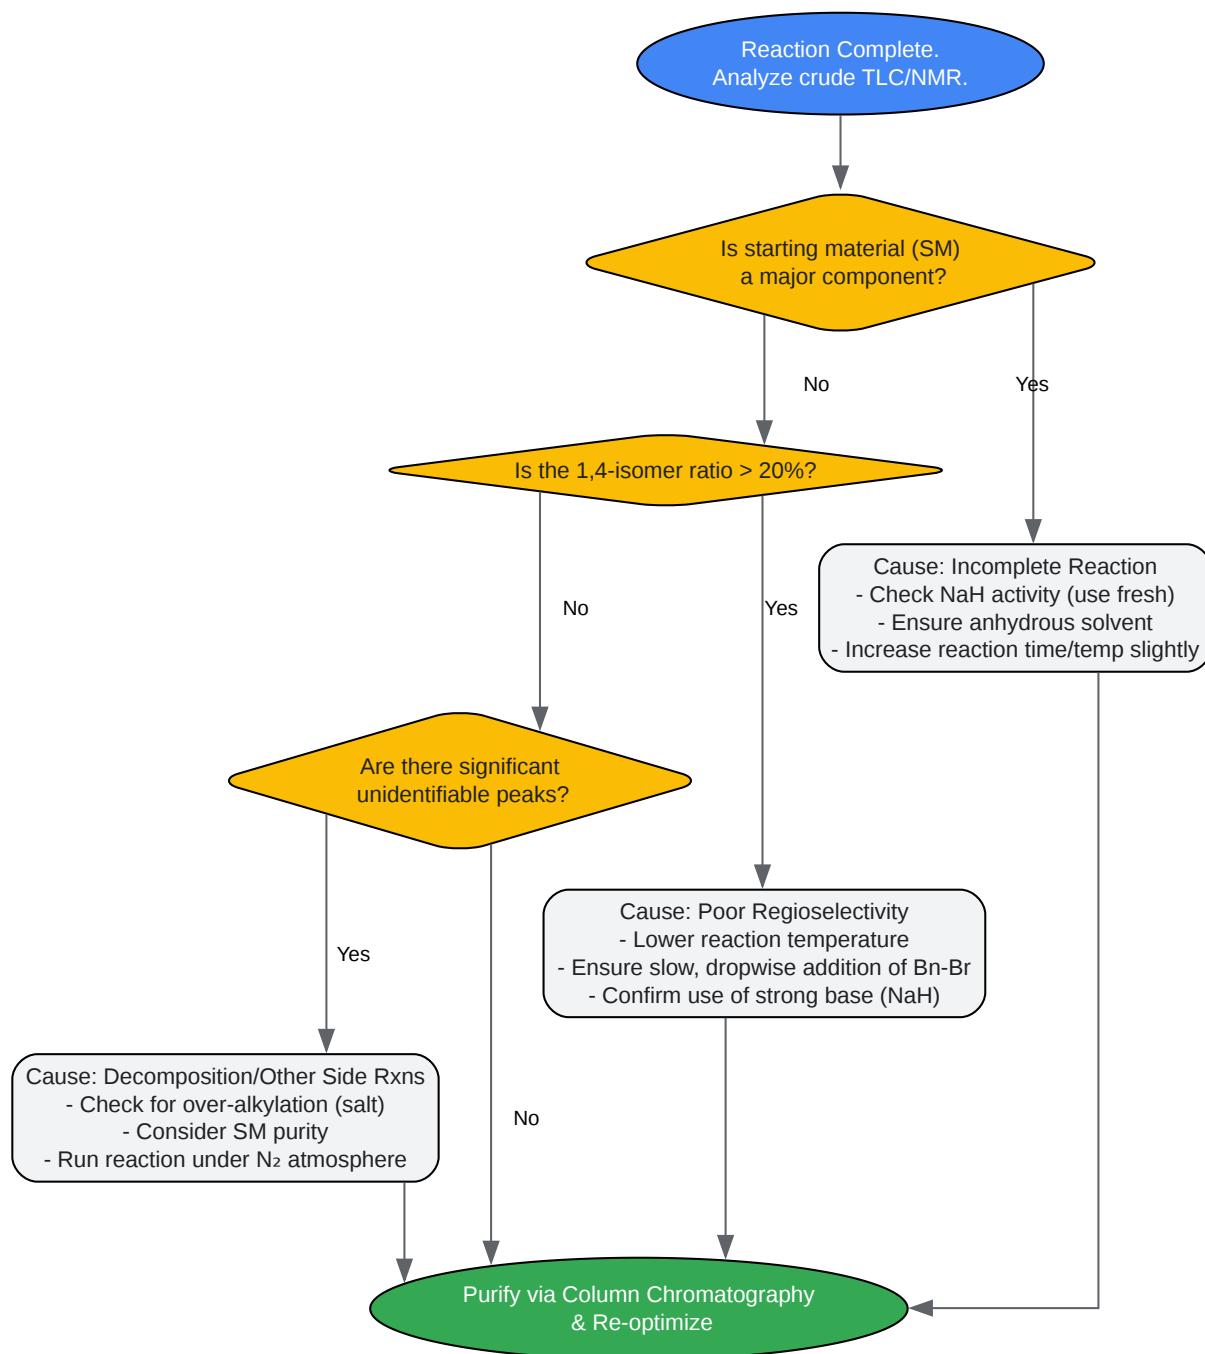 Reaction Complete.
Analyze crude TLC/NMR.
Is starting material (SM)
a major component?
No
Yes
Is the 1,4-isomer ratio > 20%?
Cause: Incomplete Reaction
- Check NaH activity (use fresh)
- Ensure anhydrous solvent
- Increase reaction time/temp slightly
No
Yes
Are there significant
unidentifiable peaks?
Cause: Poor Regioselectivity
- Lower reaction temperature
- Ensure slow, dropwise addition of Bn-Br
- Confirm use of strong base (NaH)
Yes
No
Cause: Decomposition/Other Side Rxns
- Check for over-alkylation (salt)
- Consider SM purity
- Run reaction under N₂ atmosphere
Purify via Column Chromatography
& Re-optimize